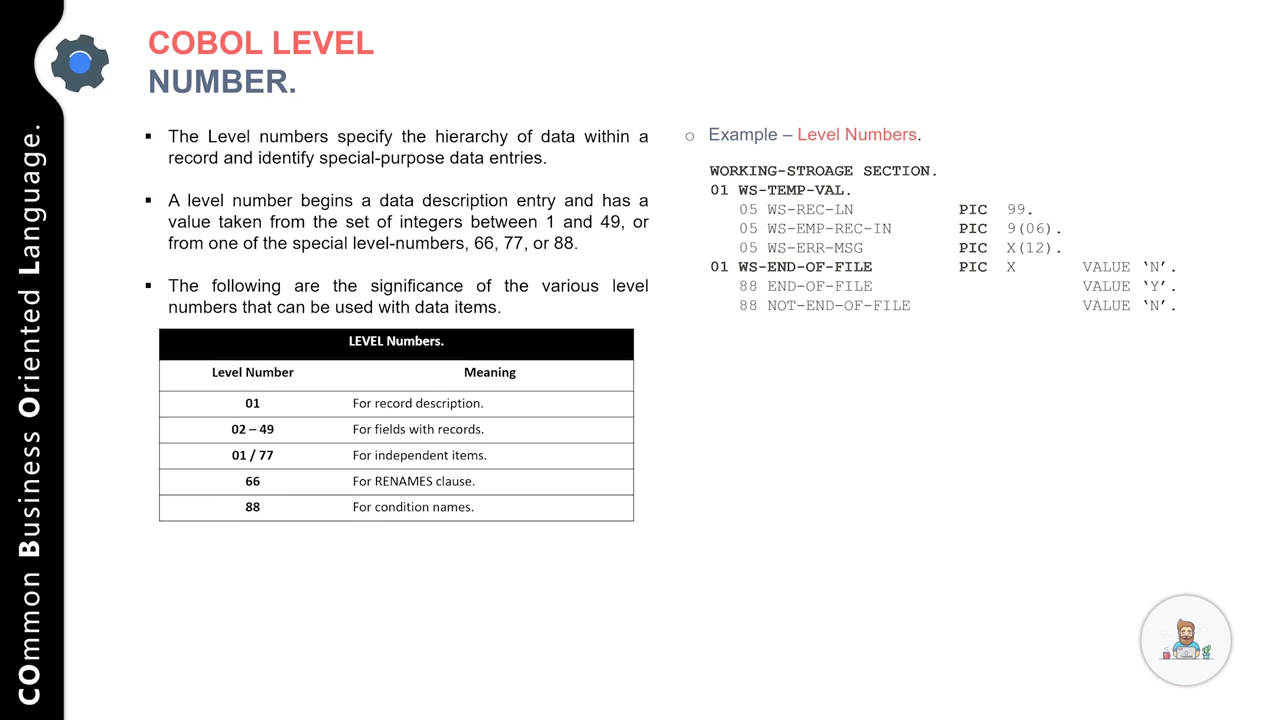 COmmon Business Oriented Language.
COBOL LEVEL
NUMBER.
▪ The Level numbers specify the hierarchy of data within a
record and identify special-purpose data entries.
▪ A level number begins a data description entry and has a
value taken from the set of integers between 1 and 49, or
from one of the special level-numbers, 66, 77, or 88.
▪ The following are the significance of the various level
numbers that can be used with data items.
LEVEL Numbers.
Level Number Meaning
01 For record description.
02 – 49 For fields with records.
01 / 77 For independent items.
66 For RENAMES clause.
88 For condition names.
o Example – Level Numbers.
WORKING-STROAGE SECTION.
01 WS-TEMP-VAL.
05 WS-REC-LN PIC 99.
05 WS-EMP-REC-IN PIC 9(06).
05 WS-ERR-MSG PIC X(12).
01 WS-END-OF-FILE PIC X VALUE ‘N’.
88 END-OF-FILE VALUE ‘Y’.
88 NOT-END-OF-FILE VALUE ‘N’.